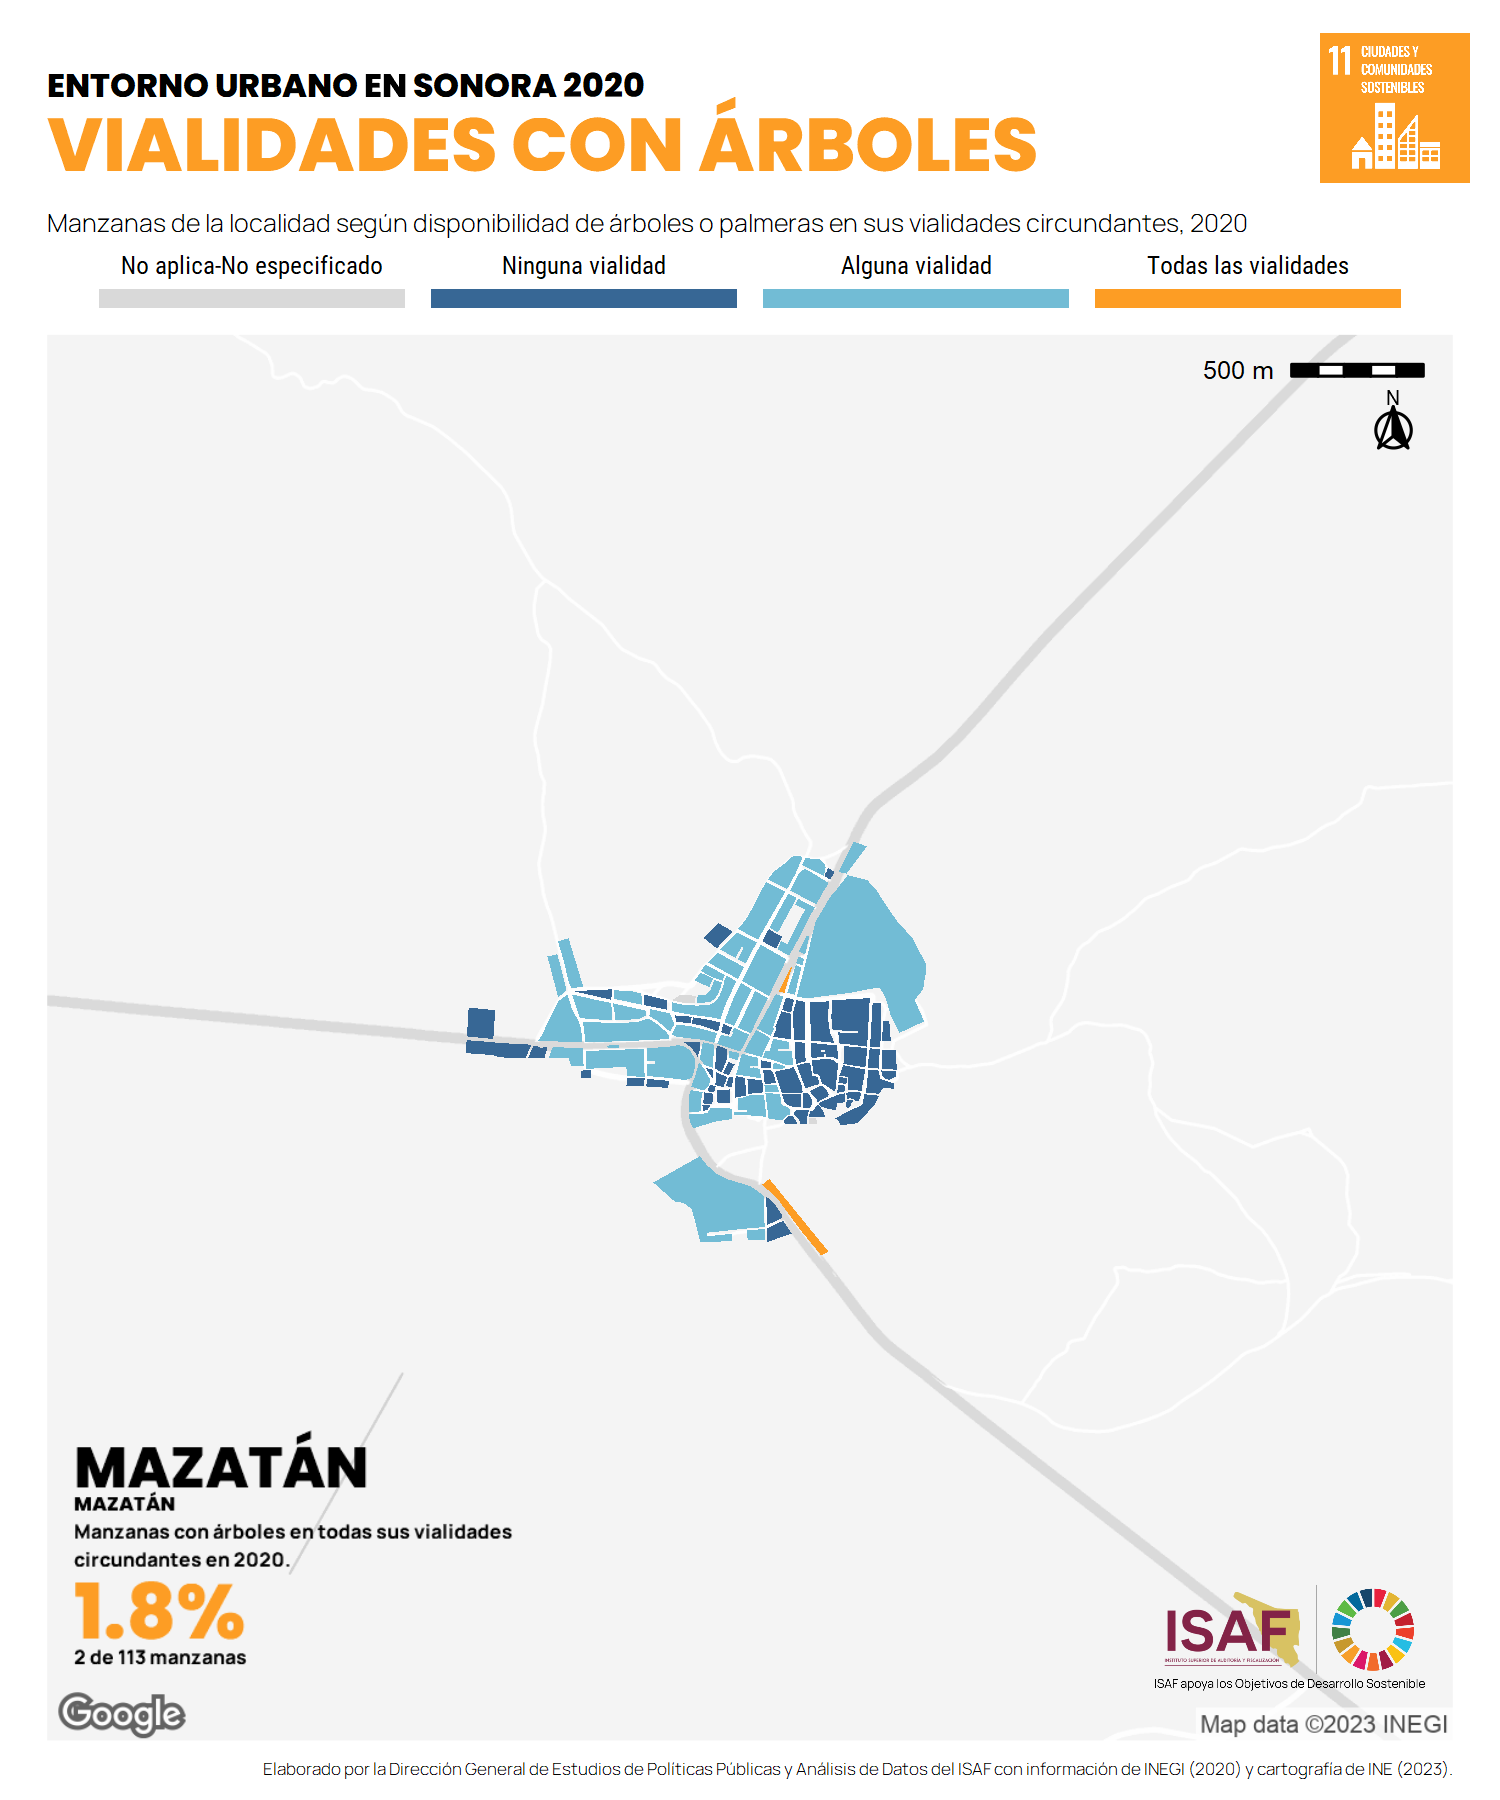 ENTORNO URBANO EN SONORA 2020
VIALIDADES CON ÁRBOLES
11 CIUDADES Y
COMUNIDADES
SOSTENIBLES
Manzanas de la localidad según disponibilidad de árboles o palmeras en sus vialidades circundantes, 2020
No aplica-No especificado Ninguna vialidad Alguna vialidad Todas las vialidades
500 m
N
MAZATÁN
MAZATÁN
Manzanas con árboles en todas sus vialidades
circundantes en 2020.
1.8%
2 de 113 manzanas
ISAF
INSTITUTO SUPERIOR DE AUDITORÍA Y FISCALIZACIÓN
ISAF apoya los Objetivos de Desarrollo Sostenible
Google
Map data ©2023 INEGI
Elaborado por la Dirección General de Estudios de Políticas Públicas y Análisis de Datos del ISAF con información de INEGI (2020) y cartografía de INE (2023).